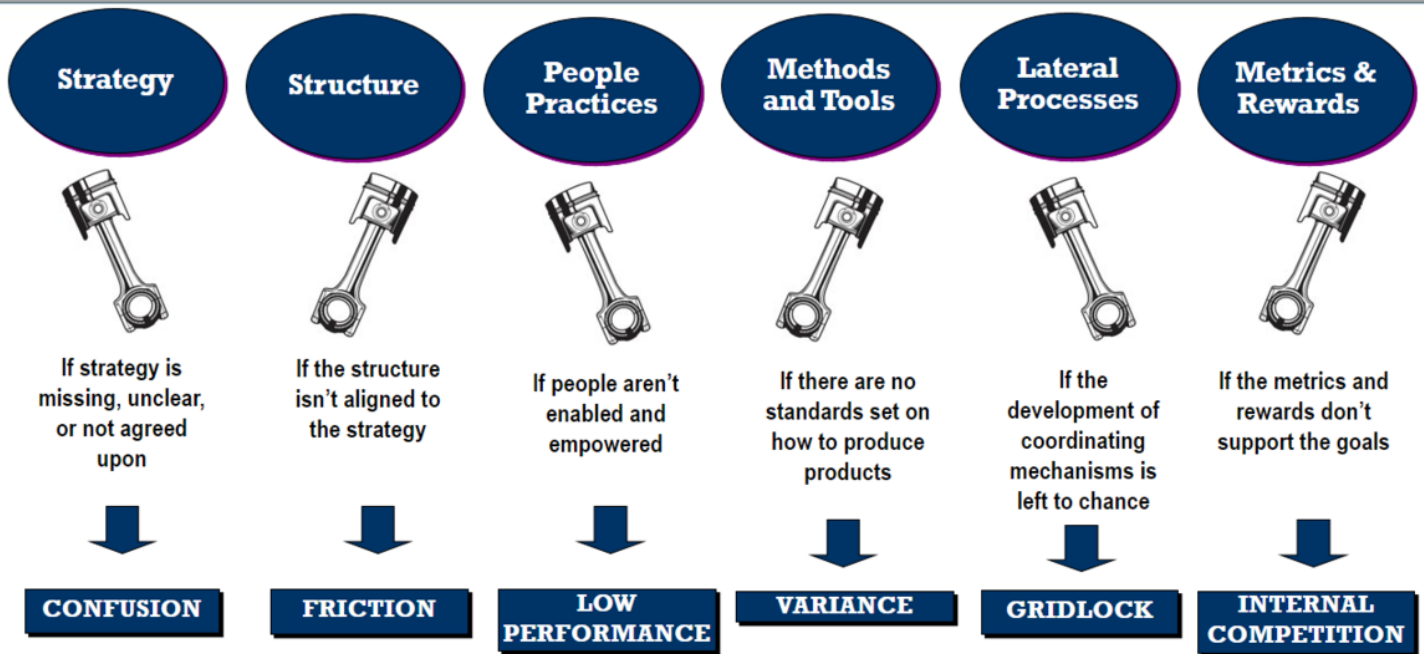 Strategy
Structure
People
Practices
Methods
and Tools
Lateral
Processes
Metrics &
Rewards
If strategy is
missing, unclear,
or not agreed
upon
If the structure
isn’t aligned to
the strategy
If people aren’t
enabled and
empowered
If there are no
standards set on
how to produce
products
If the
development of
coordinating
mechanisms is
left to chance
If the metrics and
rewards don’t
support the goals
CONFUSION
FRICTION
LOW
PERFORMANCE
VARIANCE
GRIDLOCK
INTERNAL
COMPETITION